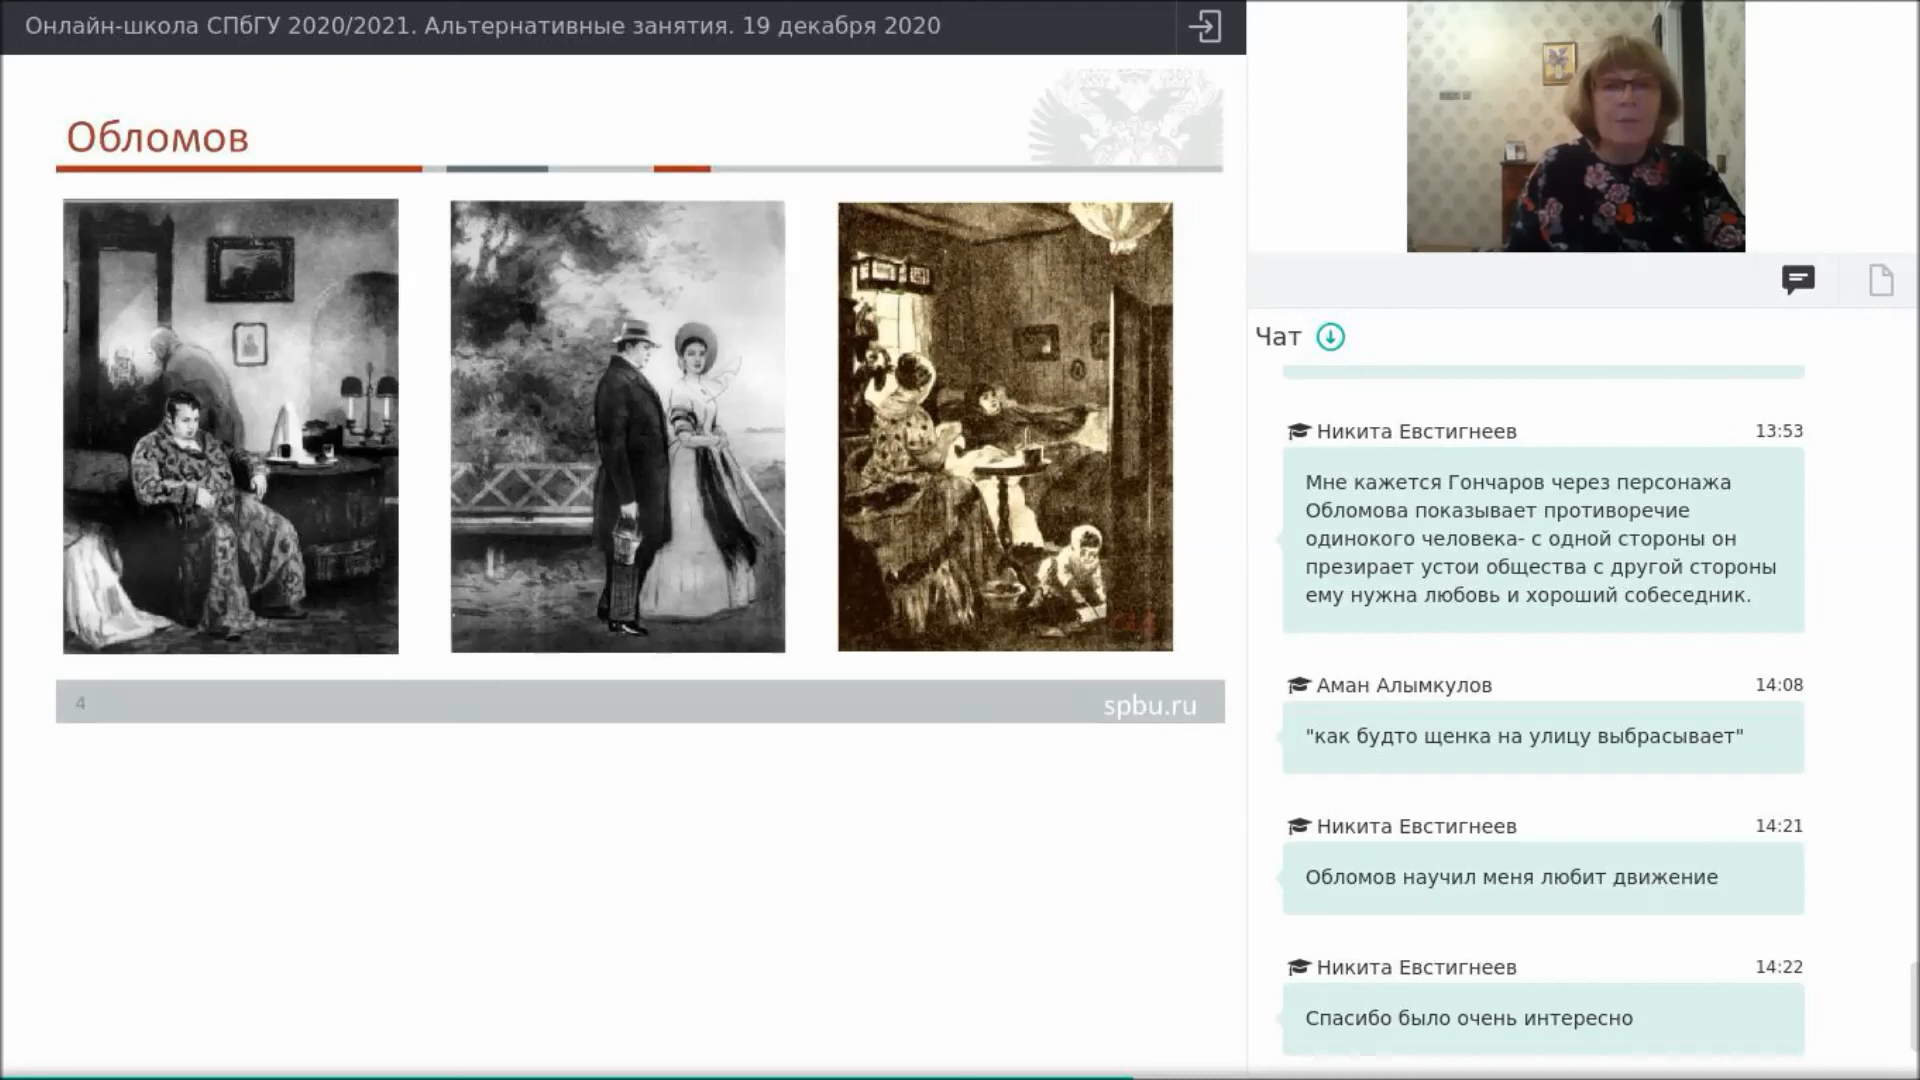 Онлайн-школа СПбГУ 2020/2021. Альтернативные занятия. 19 декабря 2020
Обломов
4
spbu.ru
Чат
Никита Евстигнеев 13:53
Мне кажется Гончаров через персонажа
Обломова показывает противоречие
одинокого человека- с одной стороны он
презирает устои общества с другой стороны
ему нужна любовь и хороший собеседник.
Аман Алымкулов 14:08
"как будто щенка на улицу выбрасывает"
Никита Евстигнеев 14:21
Обломов научил меня любит движение
Никита Евстигнеев 14:22
Спасибо было очень интересно